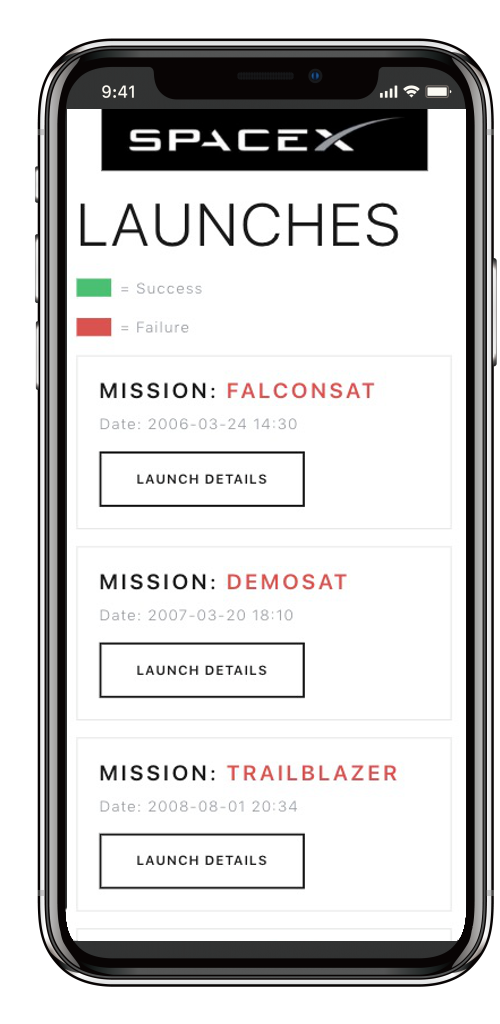 9:41
SPACEX
LAUNCHES
= Success
= Failure
MISSION: FALCONSAT
Date: 2006-03-24 14:30
LAUNCH DETAILS
MISSION: DEMOSAT
Date: 2007-03-20 18:10
LAUNCH DETAILS
MISSION: TRAILBLAZER
Date: 2008-08-01 20:34
LAUNCH DETAILS